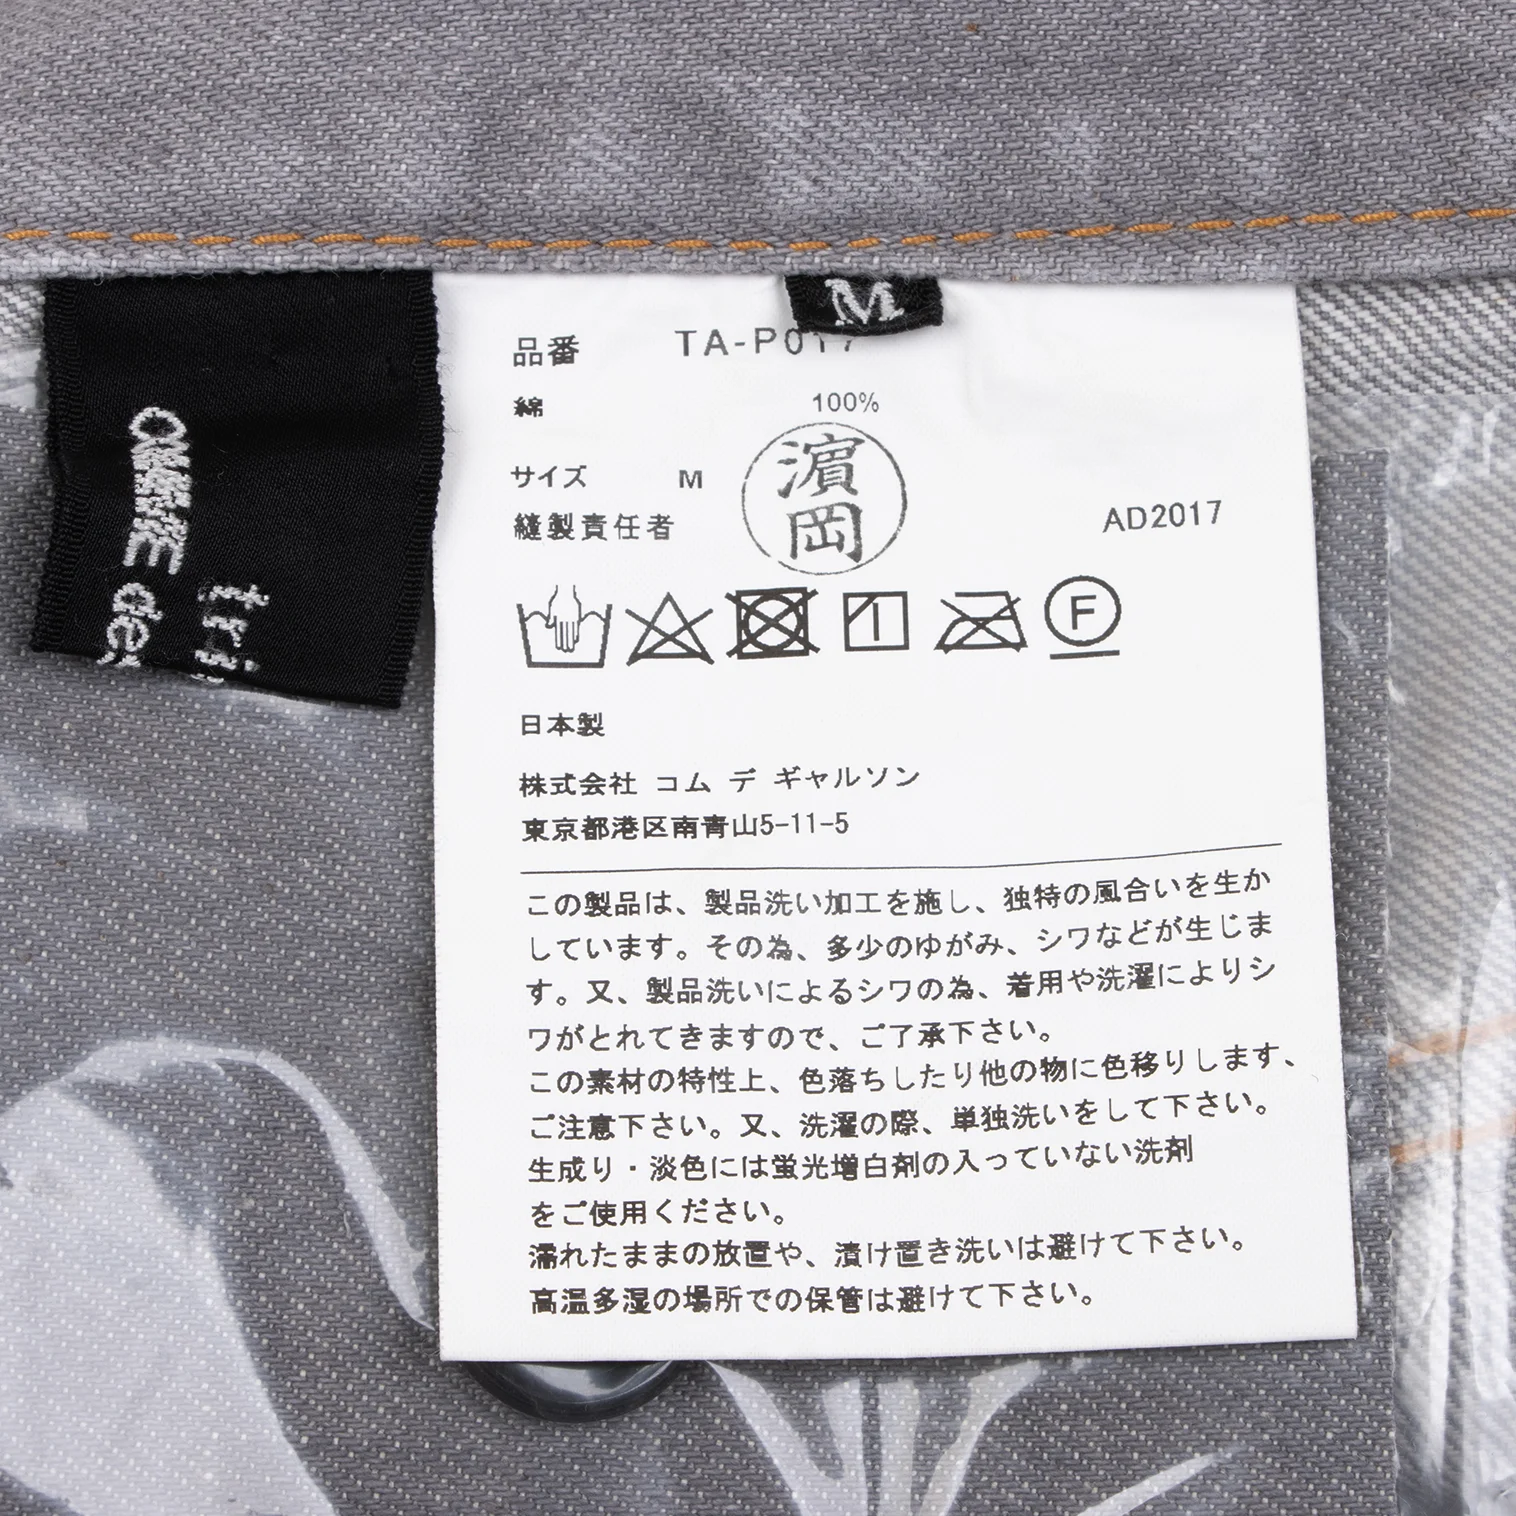 M
品番 TA-P017
綿 100%
サイズ M
濱岡
縫製責任者 AD2017
F
日本製
株式会社 コム デ ギャルソン
東京都港区南青山5-11-5
この製品は、製品洗い加工を施し、独特の風合いを生か
しています。その為、多少のゆがみ、シワなどが生じま
す。又、製品洗いによるシワの為、着用や洗濯によりシ
ワがとれてきますので、ご了承下さい。
この素材の特性上、色落ちしたり他の物に色移りします、
ご注意下さい。又、洗濯の際、単独洗いをして下さい。
生成り・淡色には蛍光増白剤の入っていない洗剤
をご使用ください。
濡れたままの放置や、漬け置き洗いは避けて下さい。
高温多湿の場所での保管は避けて下さい。